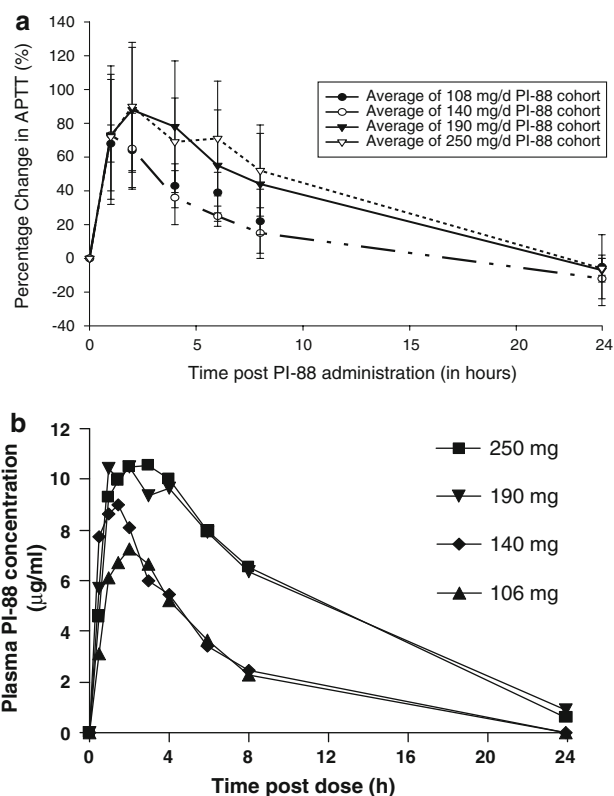 a
140
120
100
80
60
40
20
0
-20
-40
Percentage Change in APTT (%)
Average of 108 mg/d PI-88 cohort
Average of 140 mg/d PI-88 cohort
Average of 190 mg/d PI-88 cohort
Average of 250 mg/d PI-88 cohort
0 5 10 15 20 24
Time post PI-88 administration (in hours)
b
12
10
8
6
4
2
0
Plasma PI-88 concentration
(μg/ml)
250 mg
190 mg
140 mg
106 mg
0 4 8 12 16 20 24
Time post dose (h)